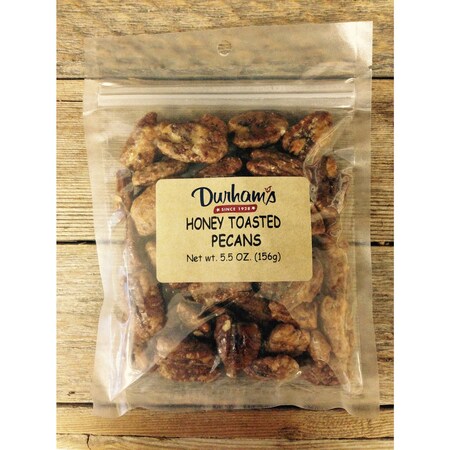 Durham's
SINCE 1928
HONEY TOASTED
PECANS
Net wt. 5.5 OZ. (156g)